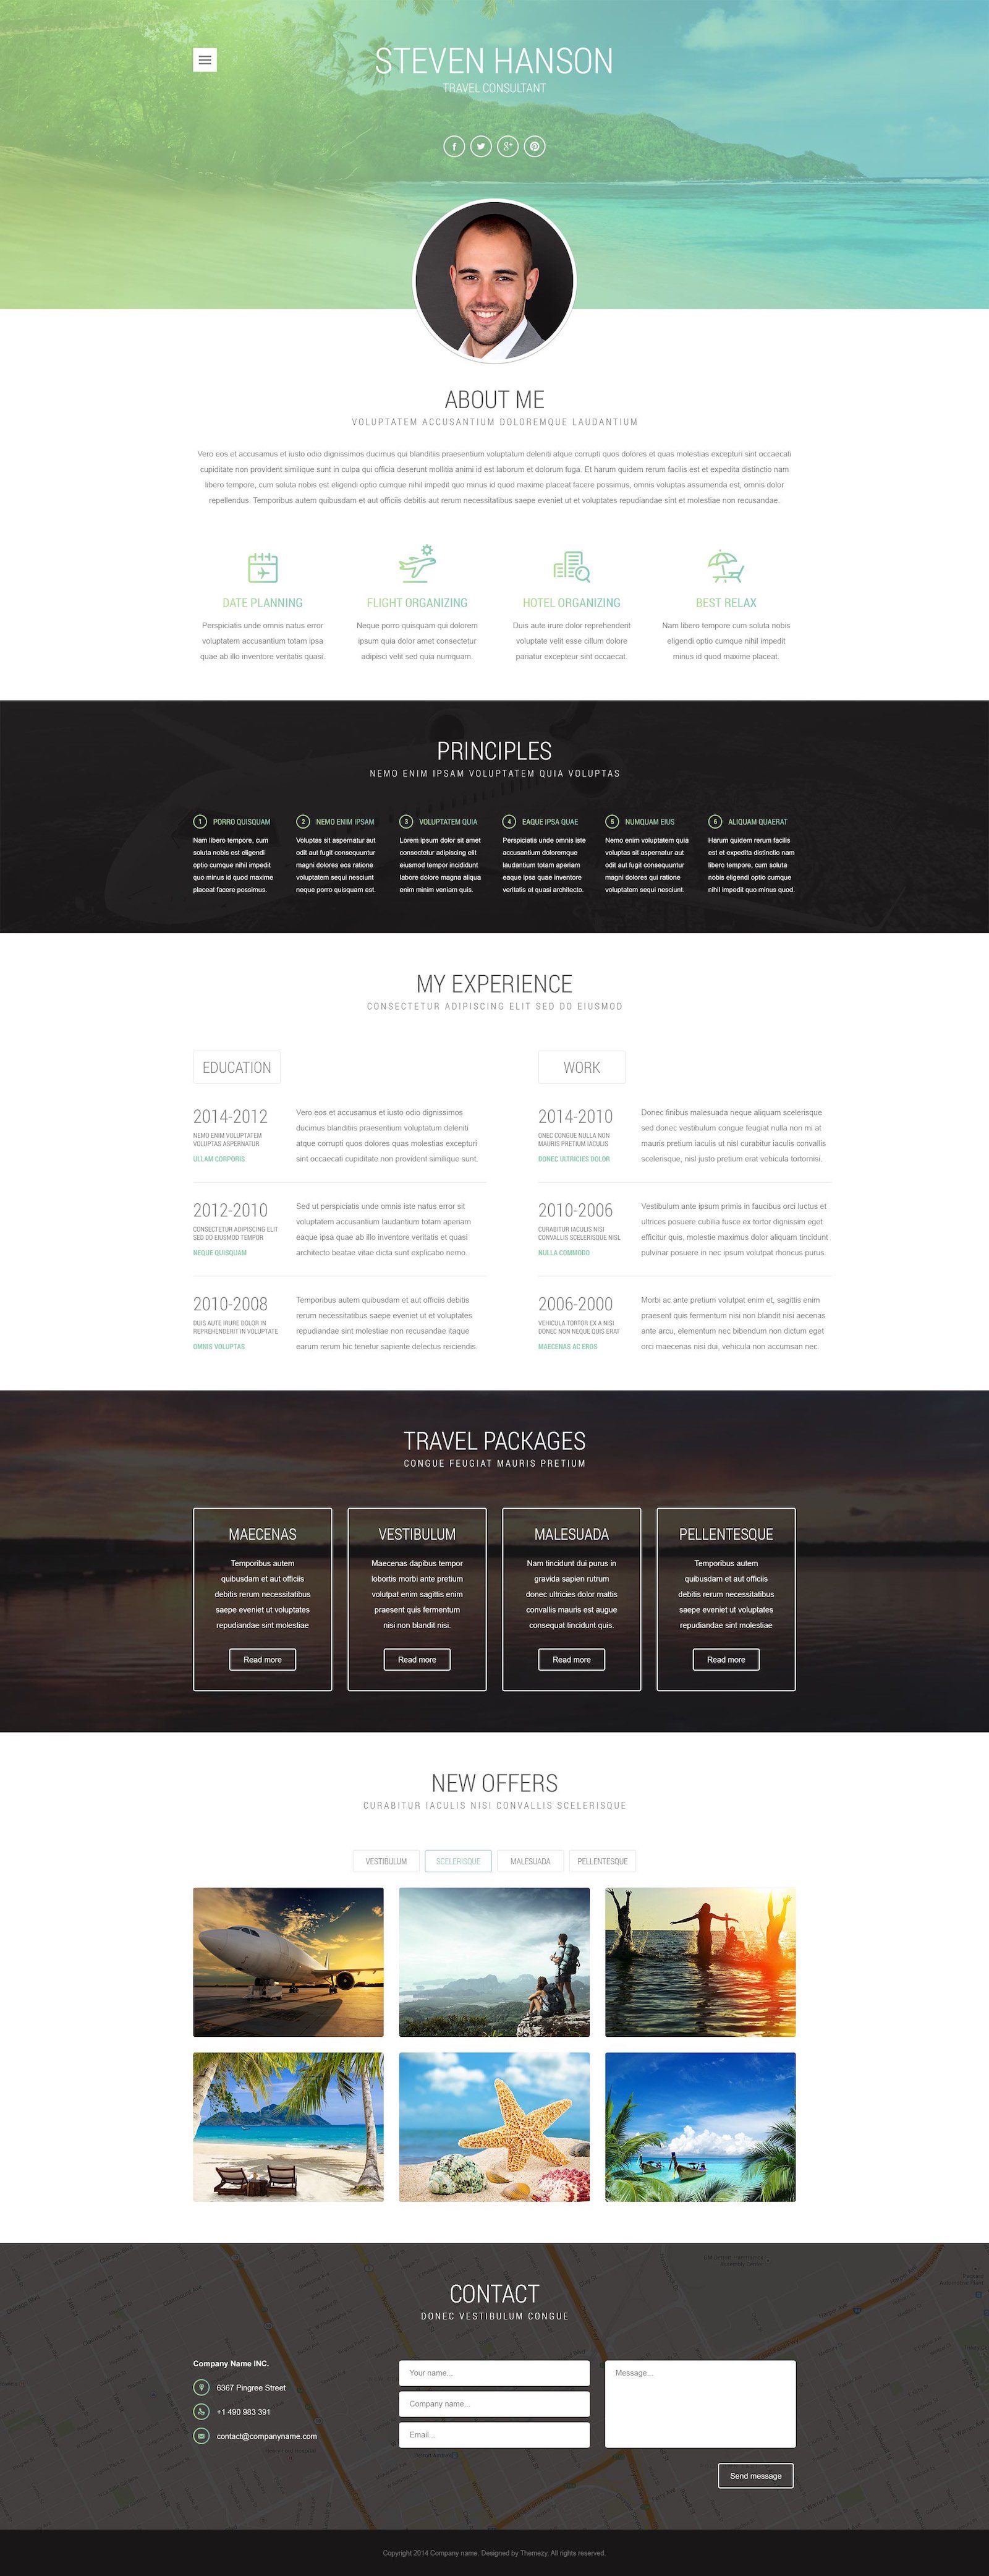 STEVEN HANSON
TRAVEL CONSULTANT
ABOUT ME
VOLUPTATEM ACCUSANTIUM DOLOREMQUE LAUDANTIUM
Vero eos et accusamus et iusto odio dignissimos ducimus qui blanditiis praesentium voluptatum deleniti atque corrupti quos dolores et quas molestias excepturi sint occaecati
cupiditate non provident similique sunt in culpa qui officia deserunt mollitia animi id est laborum et dolorum fuga. Et harum quidem rerum facilis est et expedita distinctio nam
libero tempore, cum soluta nobis est eligendi optio cumque nihil impedit quo minus id quod maxime placeat facere possimus, omnis voluptas assumenda est, omnis dolor
repellendus. Temporibus autem quibusdam et aut officiis debitis aut rerum necessitatibus saepe eveniet ut et voluptates repudiandae sint et molestiae non recusandae.
DATE PLANNING
Perspiciatis unde omnis natus error
voluptatem accusantium totam ipsa
quae ab illo inventore veritatis quasi.
FLIGHT ORGANIZING
Neque porro quisquam qui dolorem
ipsum quia dolor amet consectetur
adipisci velit sed quia numquam.
HOTEL ORGANIZING
Duis aute irure dolor reprehenderit
voluptate velit esse cillum dolore
pariatur excepteur sint occaecat.
BEST RELAX
Nam libero tempore cum soluta nobis
eligendi optio cumque nihil impedit
minus id quod maxime placeat.
PRINCIPLES
NEMO ENIM IPSAM VOLUPTATEM QUIA VOLUPTAS
1 PORRO QUISQUAM
Nam libero tempore, cum
soluta nobis est eligendi
optio cumque nihil impedit
quo minus id quod maxime
placeat facere possimus.
2 NEMO ENIM IPSAM
Voluptas sit aspernatur aut
odit aut fugit consequuntur
magni dolores eos ratione
voluptatem sequi nesciunt
neque porro quisquam est.
3 VOLUPTATEM QUIA
Lorem ipsum dolor sit amet
consectetur adipiscing elit
eiusmod tempor incididunt
labore dolore magna aliqua
enim minim veniam quis.
4 EAQUE IPSA QUAE
Perspiciatis unde omnis iste
accusantium doloremque
laudantium totam aperiam
eaque ipsa quae inventore
veritatis et quasi architecto.
5 NUMQUAM EIUS
Nemo enim voluptatem quia
voluptas sit aspernatur aut
odit aut fugit consequuntur
magni dolores qui ratione
voluptatem sequi nesciunt.
6 ALIQUAM QUAERAT
Harum quidem rerum facilis
est et expedita distinctio nam
libero tempore, cum soluta
nobis eligendi optio cumque
nihil impedit quo minus quod.
MY EXPERIENCE
CONSECTETUR ADIPISCING ELIT SED DO EIUSMOD
EDUCATION
2014-2012
NEMO ENIM VOLUPTATEM
VOLUPTAS ASPERNATUR
ULLAM CORPORIS
Vero eos et accusamus et iusto odio dignissimos
ducimus blanditiis praesentium voluptatum deleniti
atque corrupti quos dolores quas molestias excepturi
sint occaecati cupiditate non provident similique sunt.
2012-2010
CONSECTETUR ADIPISCING ELIT
SED DO EIUSMOD TEMPOR
NEQUE QUISQUAM
Sed ut perspiciatis unde omnis iste natus error sit
voluptatem accusantium laudantium totam aperiam
eaque ipsa quae ab illo inventore veritatis et quasi
architecto beatae vitae dicta sunt explicabo nemo.
2010-2008
DUIS AUTE IRURE DOLOR IN
REPREHENDERIT IN VOLUPTATE
OMNIS VOLUPTAS
Temporibus autem quibusdam et aut officiis debitis
rerum necessitatibus saepe eveniet ut et voluptates
repudiandae sint molestiae non recusandae itaque
earum rerum hic tenetur sapiente delectus reiciendis.
WORK
2014-2010
ONEC CONGUE NULLA NON
MAURIS PRETIUM IACULIS
DONEC ULTRICIES DOLOR
Donec finibus malesuada neque aliquam scelerisque
sed donec vestibulum congue feugiat nulla non mi at
mauris pretium iaculis ut nisl curabitur iaculis convallis
scelerisque, nisl justo pretium erat vehicula tortornisi.
2010-2006
CURABITUR IACULIS NISI
CONVALLIS SCELERISQUE NISL
NULLA COMMODO
Vestibulum ante ipsum primis in faucibus orci luctus et
ultrices posuere cubilia fusce ex tortor dignissim eget
efficitur quis, molestie maximus dolor aliquam tincidunt
pulvinar posuere in nec ipsum volutpat rhoncus purus.
2006-2000
VEHICULA TORTOR EX A NISI
DONEC NON NEQUE QUIS ERAT
MAECENAS AC EROS
Morbi ac ante pretium volutpat enim et, sagittis enim
praesent quis fermentum nisi non blandit nisi aecenas
ante arcu, elementum nec bibendum non dictum eget
orci maecenas nisi dui, vehicula non accumsan nec.
TRAVEL PACKAGES
CONGUE FEUGIAT MAURIS PRETIUM
MAECENAS
Temporibus autem
quibusdam et aut officiis
debitis rerum necessitatibus
saepe eveniet ut voluptates
repudiandae sint molestiae
Read more
VESTIBULUM
Maecenas dapibus tempor
lobortis morbi ante pretium
volutpat enim sagittis enim
praesent quis fermentum
nisi non blandit nisi.
Read more
MALESUADA
Nam tincidunt dui purus in
gravida sapien rutrum
donec ultricies dolor mattis
convallis mauris est augue
consequat tincidunt quis.
Read more
PELLENTESQUE
Temporibus autem
quibusdam et aut officiis
debitis rerum necessitatibus
saepe eveniet ut voluptates
repudiandae sint molestiae
Read more
NEW OFFERS
CURABITUR IACULIS NISI CONVALLIS SCELERISQUE
VESTIBULUM
SCELERISQUE
MALESUADA
PELLENTESQUE
CONTACT
DONEC VESTIBULUM CONGUE
Company Name INC.
6367 Pingree Street
+1 490 983 391
contact@companyname.com
Your name...
Company name...
Email...
Message...
Send message
Copyright 2014 Company name. Designed by Themezy. All rights reserved.